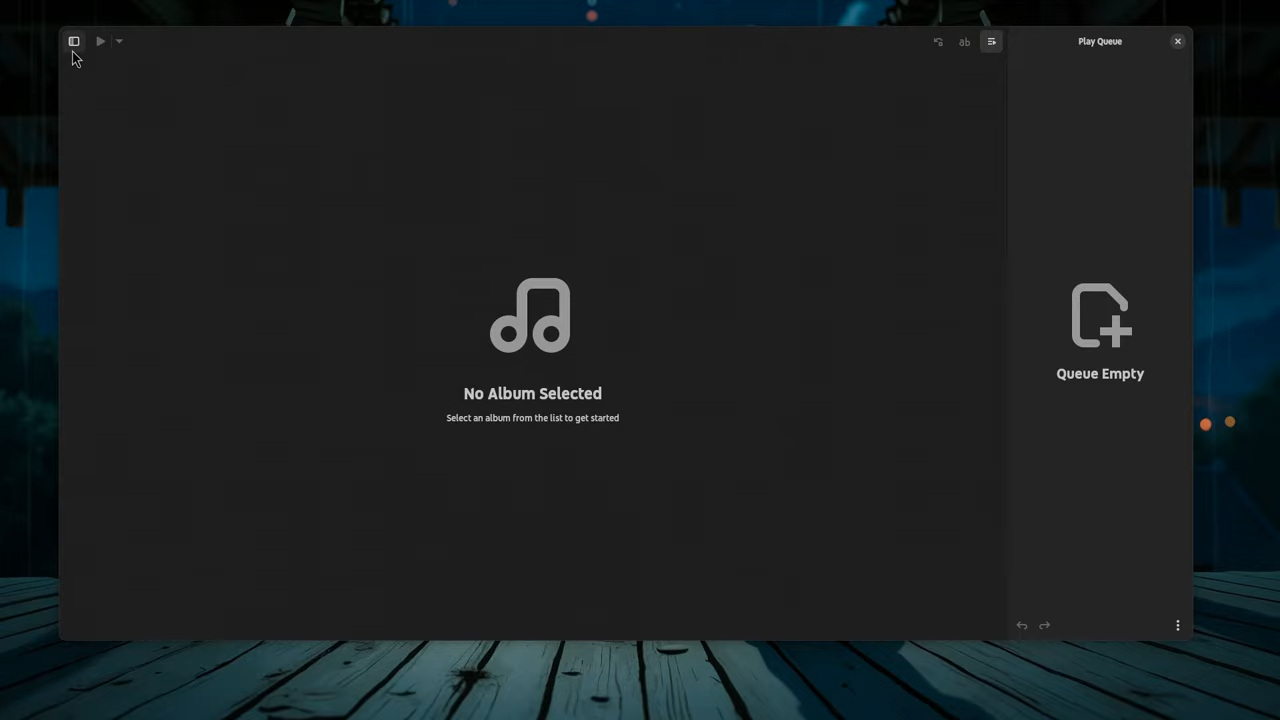 ab
Play Queue
No Album Selected
Select an album from the list to get started
Queue Empty